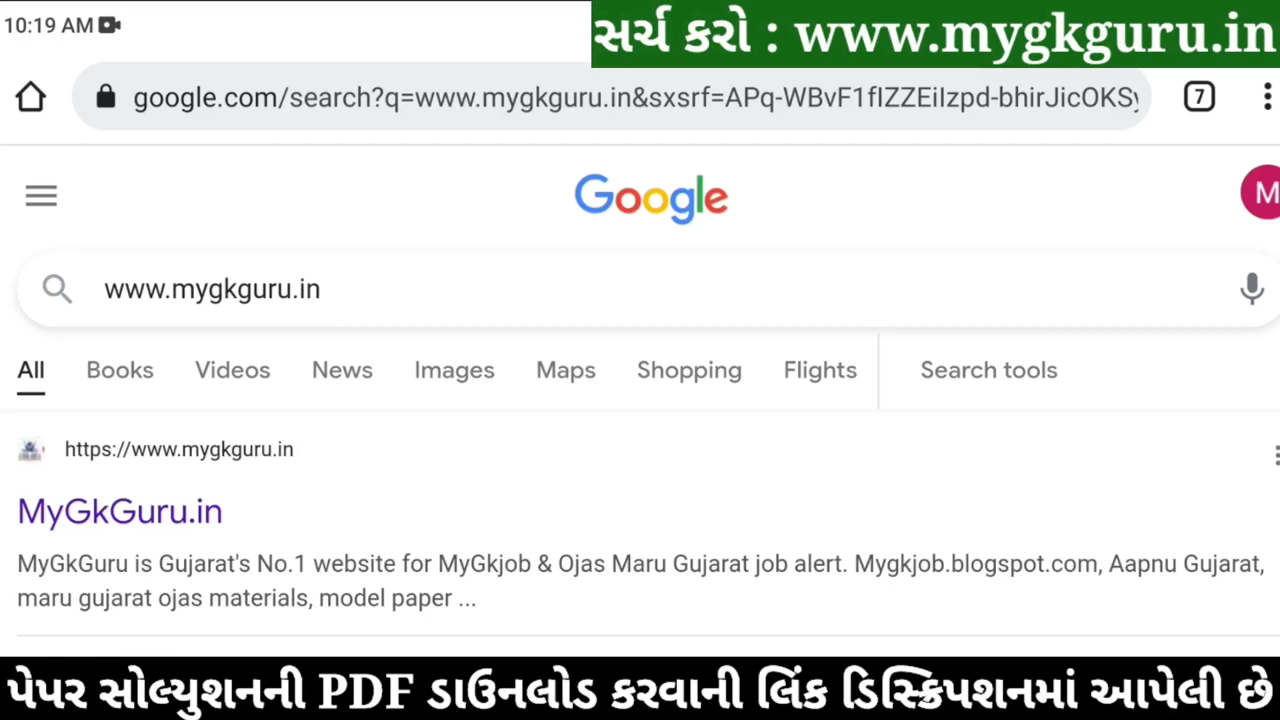 10:19 AM
સર્ચ કરો : www.mygkguru.in
google.com/search?q=www.mygkguru.in&sxsrf=APq-WBvF1fIZZEiIzpd-bhirJicOKSy
7
Google
M
www.mygkguru.in
All Books Videos News Images Maps Shopping Flights Search tools
https://www.mygkguru.in
MyGkGuru.in
MyGkGuru is Gujarat's No.1 website for MyGkjob & Ojas Maru Gujarat job alert. Mygkjob.blogspot.com, Aapnu Gujarat,
maru gujarat ojas materials, model paper ...
પેપર સોલ્યુશનની PDF ડાઉનલોડ કરવાની લિંક ડિસ્ક્રિપશનમાં આપેલી છે